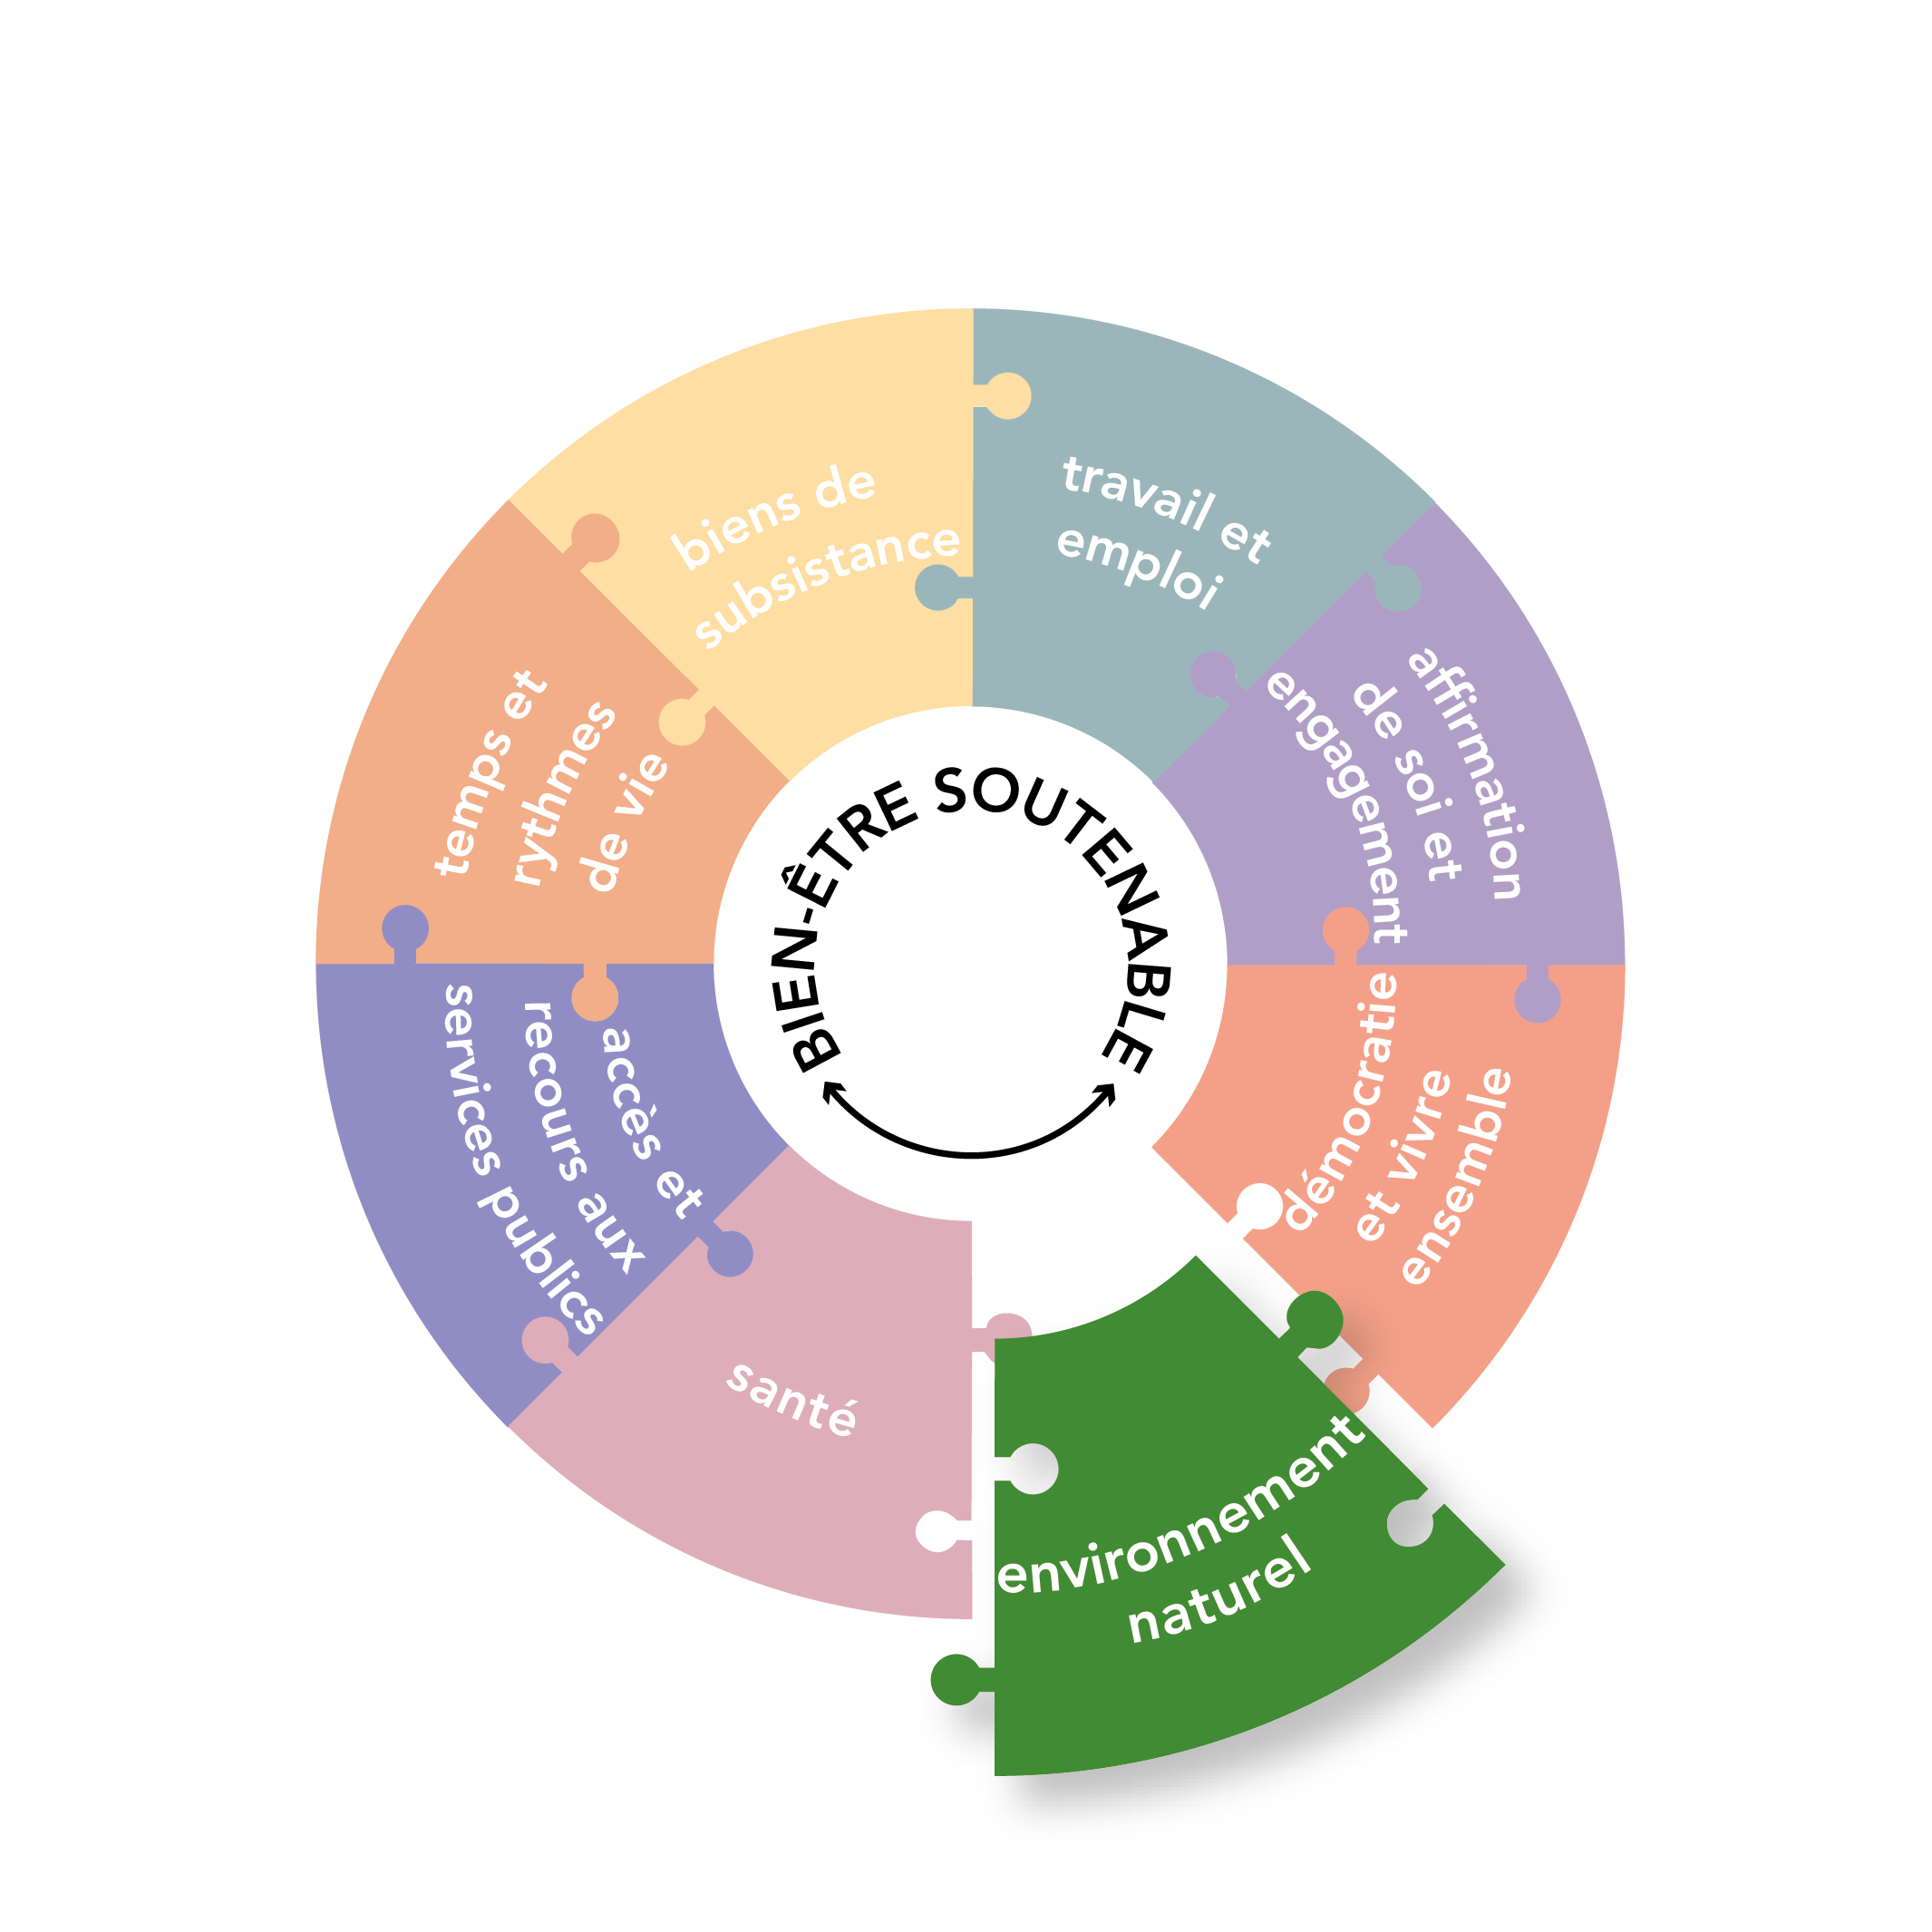 biens de
subsistance
travail et
emploi
affirmation
de soi et
engagement
démocratie
et vivre
ensemble
environnement
naturel
santé
accès et
recours aux
services publics
temps et
rythmes
de vie
BIEN-ÊTRE SOUTENABLE